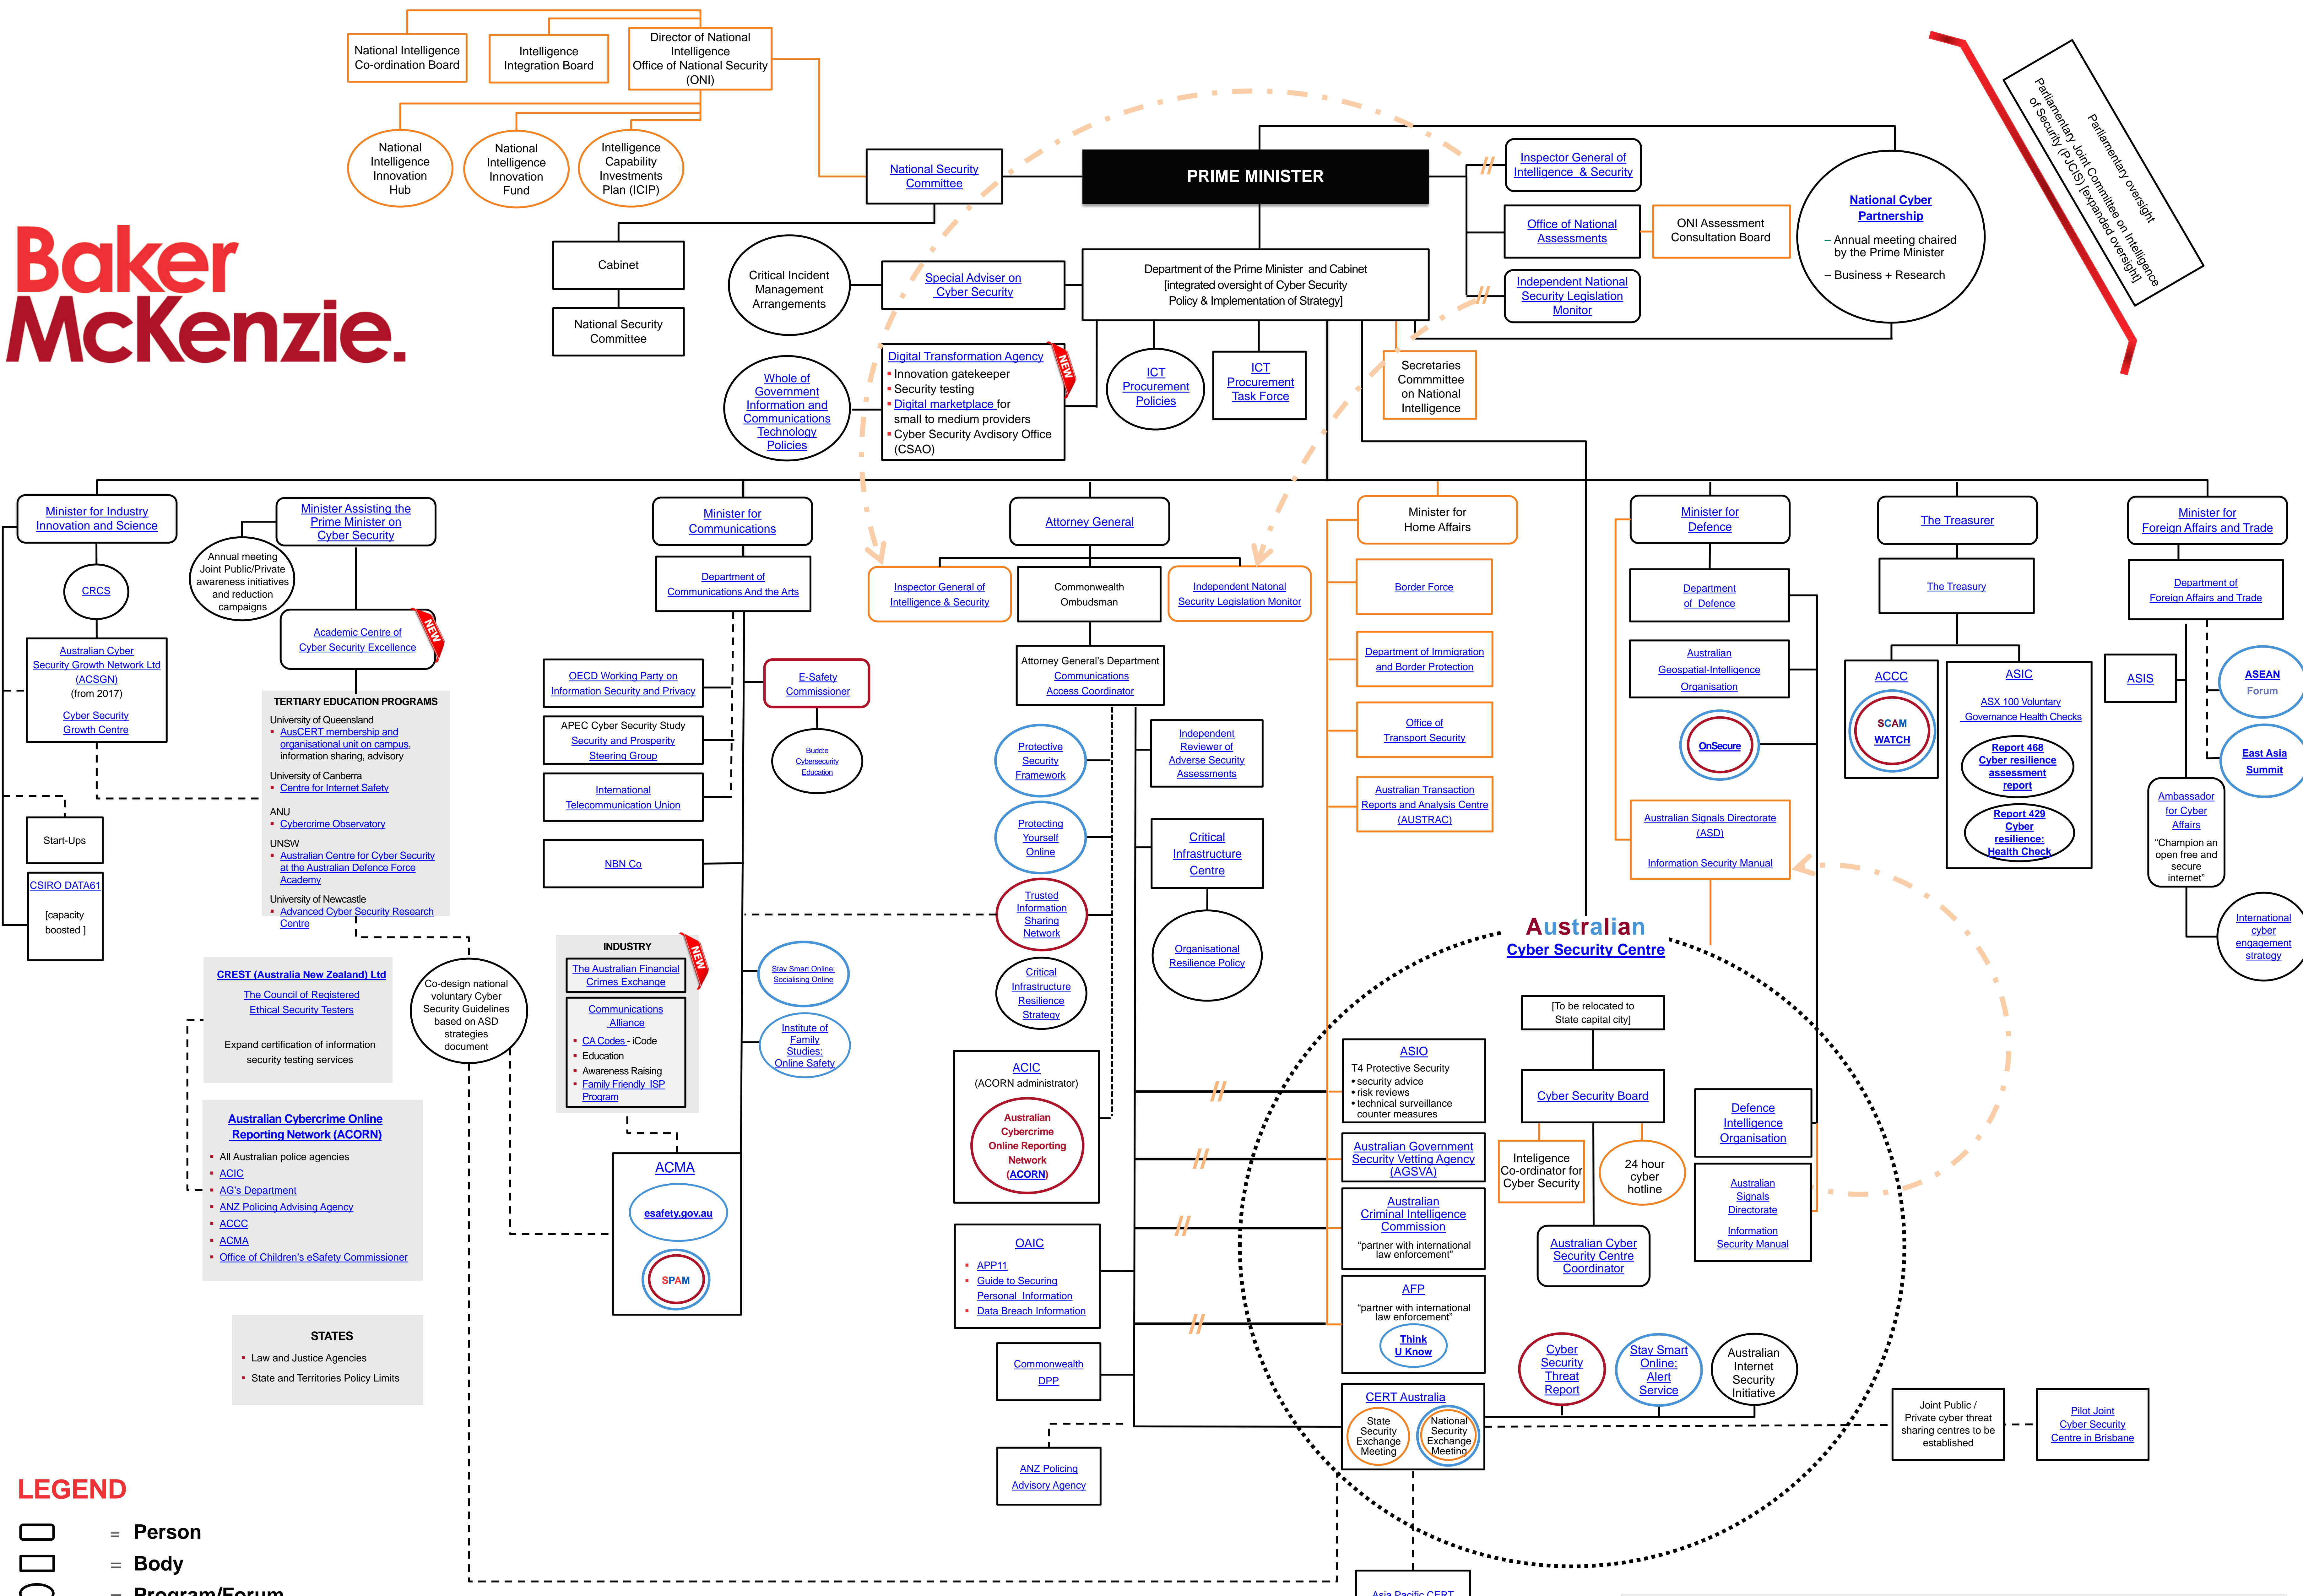 National Intelligence
Co-ordination Board
Intelligence
Integration Board
Director of National
Intelligence
Office of National Security
(ONI)
National
Intelligence
Innovation
Hub
National
Intelligence
Innovation
Fund
Intelligence
Capability
Investments
Plan (ICIP)
National Security
Committee
PRIME MINISTER
Inspector General of
Intelligence & Security
Office of National
Assessments
ONI Assessment
Consultation Board
Independent National
Security Legislation
Monitor
National Cyber
Partnership
– Annual meeting chaired
by the Prime Minister
– Business + Research
Parliamentary oversight
Parliamentary Joint Committee on Intelligence
of Security (PJCIS) [expanded oversight]
Baker
McKenzie.
Cabinet
National Security
Committee
Critical Incident
Management
Arrangements
Special Adviser on
Cyber Security
Department of the Prime Minister and Cabinet
[integrated oversight of Cyber Security
Policy & Implementation of Strategy]
Whole of
Government
Information and
Communications
Technology
Policies
Digital Transformation Agency
▪ Innovation gatekeeper
▪ Security testing
▪ Digital marketplace for
small to medium providers
▪ Cyber Security Avdisory Office
(CSAO)
NEW
ICT
Procurement
Policies
ICT
Procurement
Task Force
Secretaries
Commmittee
on National
Intelligence
Minister for Industry
Innovation and Science
Minister Assisting the
Prime Minister on
Cyber Security
Minister for
Communications
Attorney General
Minister for
Home Affairs
Minister for
Defence
The Treasurer
Minister for
Foreign Affairs and Trade
CRCS
Australian Cyber
Security Growth Network Ltd
(ACSGN)
(from 2017)
Cyber Security
Growth Centre
Start-Ups
CSIRO DATA61
[capacity
boosted ]
Annual meeting
Joint Public/Private
awareness initiatives
and reduction
campaigns
Academic Centre of
Cyber Security Excellence
NEW
TERTIARY EDUCATION PROGRAMS
University of Queensland
▪ AusCERT membership and
organisational unit on campus,
information sharing, advisory
University of Canberra
▪ Centre for Internet Safety
ANU
▪ Cybercrime Observatory
UNSW
▪ Australian Centre for Cyber Security
at the Australian Defence Force
Academy
University of Newcastle
▪ Advanced Cyber Security Research
Centre
CREST (Australia New Zealand) Ltd
The Council of Registered
Ethical Security Testers
Expand certification of information
security testing services
Australian Cybercrime Online
Reporting Network (ACORN)
▪ All Australian police agencies
▪ ACIC
▪ AG's Department
▪ ANZ Policing Advising Agency
▪ ACCC
▪ ACMA
▪ Office of Children's eSafety Commissioner
STATES
▪ Law and Justice Agencies
▪ State and Territories Policy Limits
Co-design national
voluntary Cyber
Security Guidelines
based on ASD
strategies
document
Department of
Communications And the Arts
OECD Working Party on
Information Security and Privacy
APEC Cyber Security Study
Security and Prosperity
Steering Group
International
Telecommunication Union
NBN Co
E-Safety
Commissioner
Budd:e
Cybersecurity
Education
INDUSTRY
NEW
The Australian Financial
Crimes Exchange
Communications
Alliance
▪ CA Codes - iCode
▪ Education
▪ Awareness Raising
▪ Family Friendly ISP
Program
Stay Smart Online:
Socialising Online
Institute of
Family
Studies:
Online Safety
ACMA
esafety.gov.au
SPAM
Inspector General of
Intelligence & Security
Commonwealth
Ombudsman
Independent Natonal
Security Legislation Monitor
Attorney General's Department
Communications
Access Coordinator
Protective
Security
Framework
Protecting
Yourself
Online
Trusted
Information
Sharing
Network
Critical
Infrastructure
Resilience
Strategy
Independent
Reviewer of
Adverse Security
Assessments
Critical
Infrastructure
Centre
Organisational
Resilience Policy
ACIC
(ACORN administrator)
Australian
Cybercrime
Online Reporting
Network
(ACORN)
OAIC
▪ APP11
▪ Guide to Securing
Personal Information
▪ Data Breach Information
Commonwealth
DPP
ANZ Policing
Advisory Agency
Border Force
Department of Immigration
and Border Protection
Office of
Transport Security
Australian Transaction
Reports and Analysis Centre
(AUSTRAC)
Department
of Defence
Australian
Geospatial-Intelligence
Organisation
OnSecure
Australian Signals Directorate
(ASD)
Information Security Manual
The Treasury
ACCC
SCAM
WATCH
ASIC
ASX 100 Voluntary
Governance Health Checks
Report 468
Cyber resilience
assessment
report
Report 429
Cyber
resilience:
Health Check
Department of
Foreign Affairs and Trade
ASIS
ASEAN
Forum
East Asia
Summit
Ambassador
for Cyber
Affairs
"Champion an
open free and
secure
internet"
International
cyber
engagement
strategy
Australian
Cyber Security Centre
[To be relocated to
State capital city]
Cyber Security Board
Inteligence
Co-ordinator for
Cyber Security
24 hour
cyber
hotline
Australian Cyber
Security Centre
Coordinator
Defence
Intelligence
Organisation
Australian
Signals
Directorate
Information
Security Manual
ASIO
T4 Protective Security
• security advice
• risk reviews
• technical surveillance
counter measures
Australian Government
Security Vetting Agency
(AGSVA)
Australian
Criminal Intelligence
Commission
"partner with international
law enforcement"
AFP
"partner with international
law enforcement"
Think
U Know
CERT Australia
State
Security
Exchange
Meeting
National
Security
Exchange
Meeting
Cyber
Security
Threat
Report
Stay Smart
Online:
Alert
Service
Australian
Internet
Security
Initiative
Joint Public /
Private cyber threat
sharing centres to be
established
Pilot Joint
Cyber Security
Centre in Brisbane
Asia Pacific CERT
LEGEND
= Person
= Body
= Program/Forum